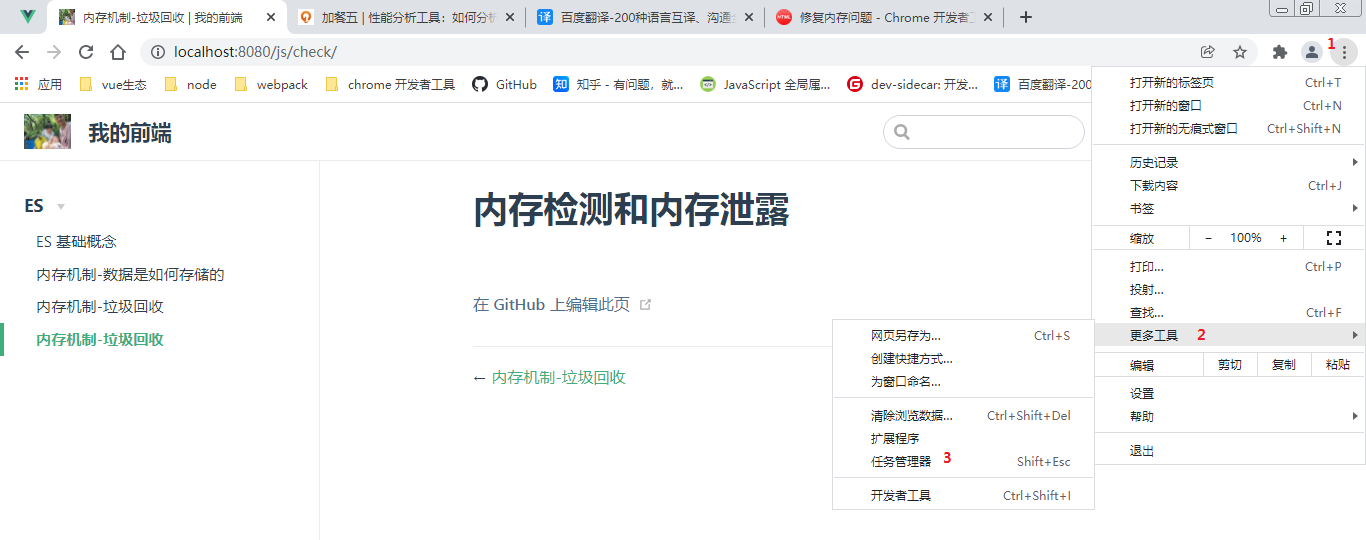 内存机制-垃圾回收 | 我的前端
加餐五 | 性能分析工具：如何分析
百度翻译-200种语言互译、沟通全
修复内存问题 - Chrome 开发者工
localhost:8080/js/check/
1
应用
vue生态
node
webpack
chrome 开发者工具
GitHub
知乎 - 有问题，就...
JavaScript 全局属...
dev-sidecar: 开发...
百度翻译-200
我的前端
ES
ES 基础概念
内存机制-数据是如何存储的
内存机制-垃圾回收
内存机制-垃圾回收
内存检测和内存泄露
在 GitHub 上编辑此页
← 内存机制-垃圾回收
打开新的标签页 Ctrl+T
打开新的窗口 Ctrl+N
打开新的无痕式窗口 Ctrl+Shift+N
历史记录
下载内容 Ctrl+J
书签
缩放 − 100% +
打印... Ctrl+P
投射...
查找... Ctrl+F
更多工具 2
编辑 剪切 复制 粘贴
设置
帮助
退出
网页另存为... Ctrl+S
创建快捷方式...
为窗口命名...
清除浏览数据... Ctrl+Shift+Del
扩展程序
任务管理器 3 Shift+Esc
开发者工具 Ctrl+Shift+I